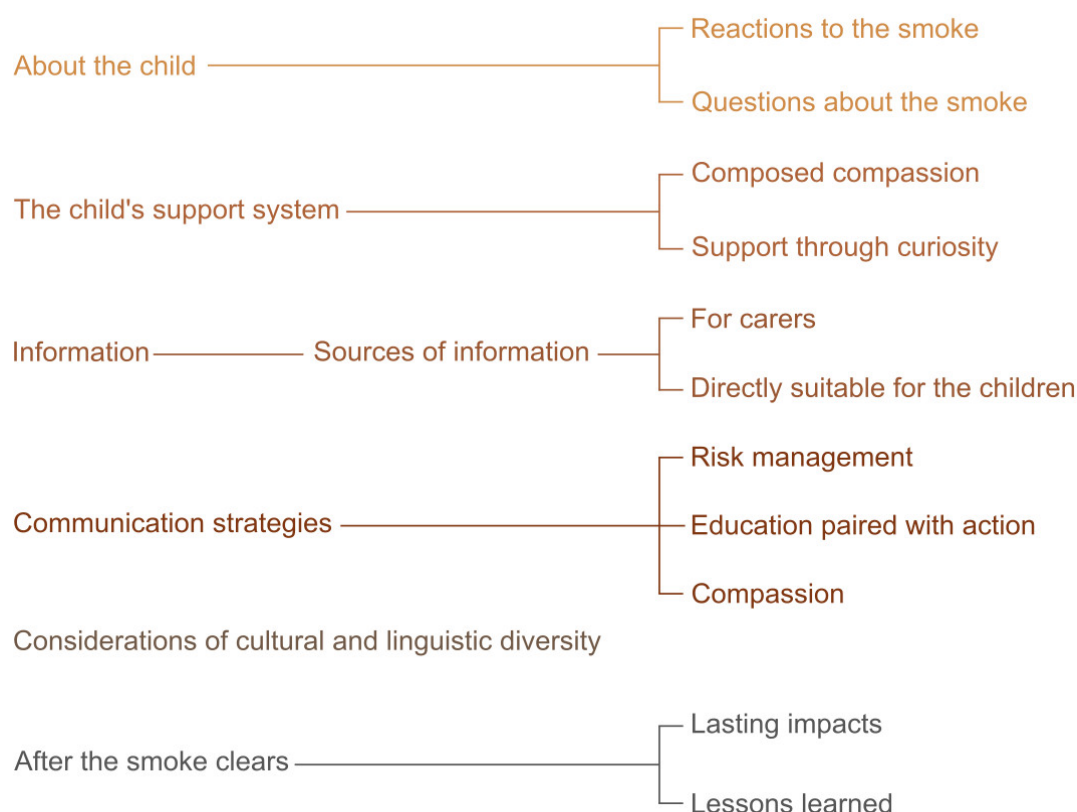 About the child
Reactions to the smoke
Questions about the smoke
The child's support system
Composed compassion
Support through curiosity
Information
Sources of information
For carers
Directly suitable for the children
Communication strategies
Risk management
Education paired with action
Compassion
Considerations of cultural and linguistic diversity
After the smoke clears
Lasting impacts
Lessons learned